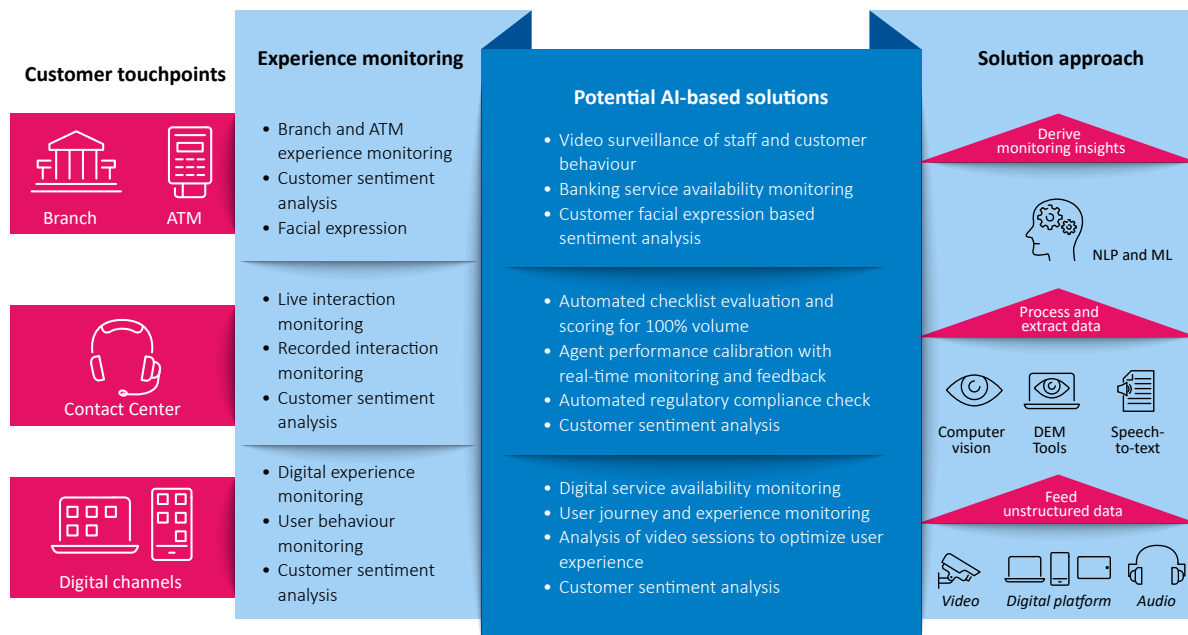 Customer touchpoints
Branch
ATM
Contact Center
Digital channels
Experience monitoring
• Branch and ATM
experience monitoring
• Customer sentiment
analysis
• Facial expression
• Live interaction
monitoring
• Recorded interaction
monitoring
• Customer sentiment
analysis
• Digital experience
monitoring
• User behaviour
monitoring
• Customer sentiment
analysis
Potential AI-based solutions
• Video surveillance of staff and customer
behaviour
• Banking service availability monitoring
• Customer facial expression based
sentiment analysis
• Automated checklist evaluation and
scoring for 100% volume
• Agent performance calibration with
real-time monitoring and feedback
• Automated regulatory compliance check
• Customer sentiment analysis
• Digital service availability monitoring
• User journey and experience monitoring
• Analysis of video sessions to optimize user
experience
• Customer sentiment analysis
Solution approach
Derive
monitoring insights
NLP and ML
Process and
extract data
Computer
vision
DEM
Tools
Speech-
to-text
Feed
unstructured data
Video
Digital platform
Audio